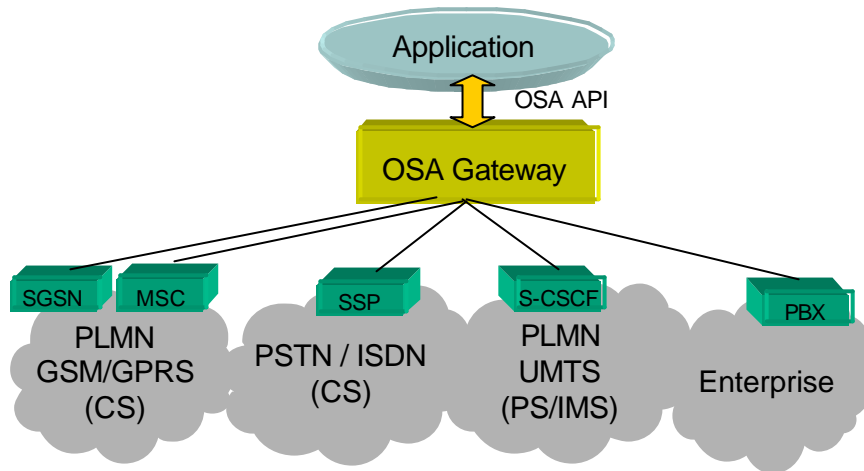 Application
OSA API
OSA Gateway
SGSN
MSC
SSP
S-CSCF
PBX
PLMN
GSM/GPRS
(CS)
PSTN / ISDN
(CS)
PLMN
UMTS
(PS/IMS)
Enterprise